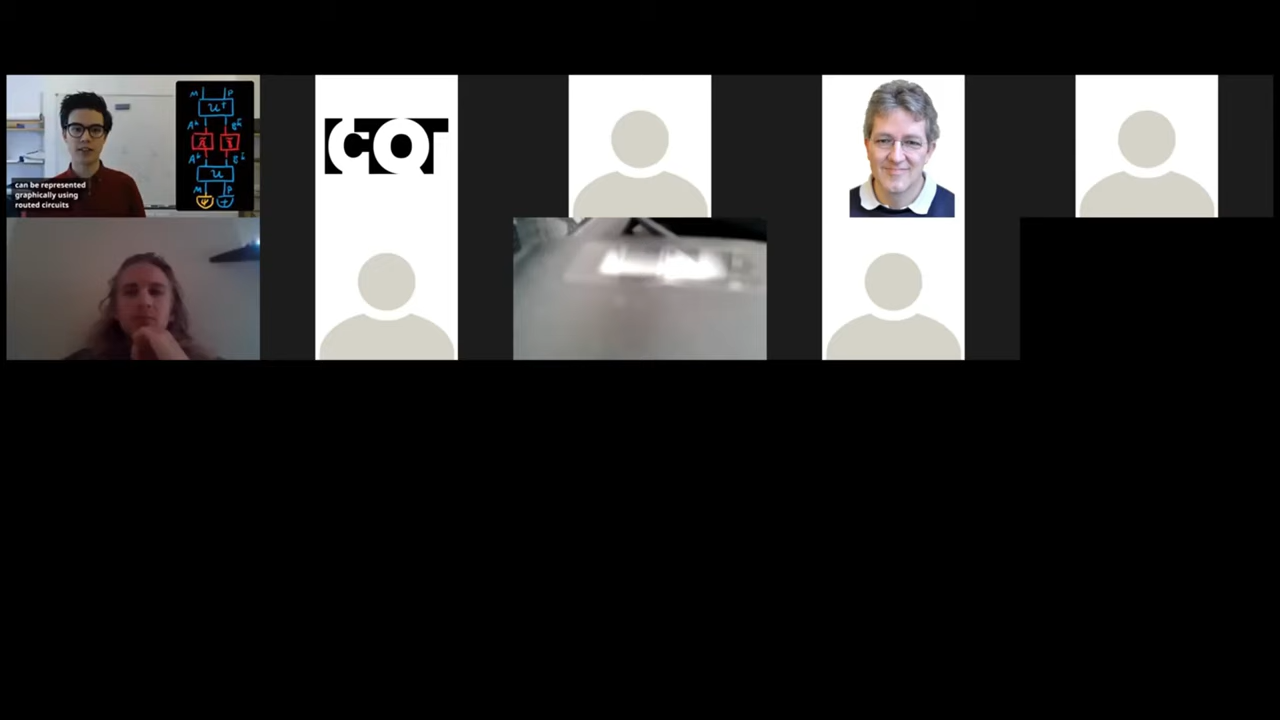 M P
U†
A^h B^h
A^h B^h
U
M P
ψ +
can be represented
graphically using
routed circuits
CQT